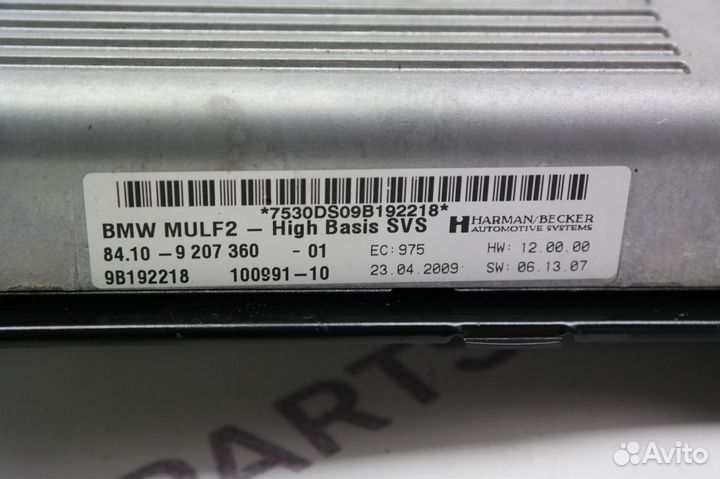 *7530DS09B192218*
BMW MULF2 – High Basis SVS
HARMAN/BECKER
AUTOMOTIVE SYSTEMS
84.10 – 9 207 360 - 01
EC: 975
HW: 12.00.00
9B192218 100991–10
23.04.2009
SW: 06.13.07
PARTS
Avito